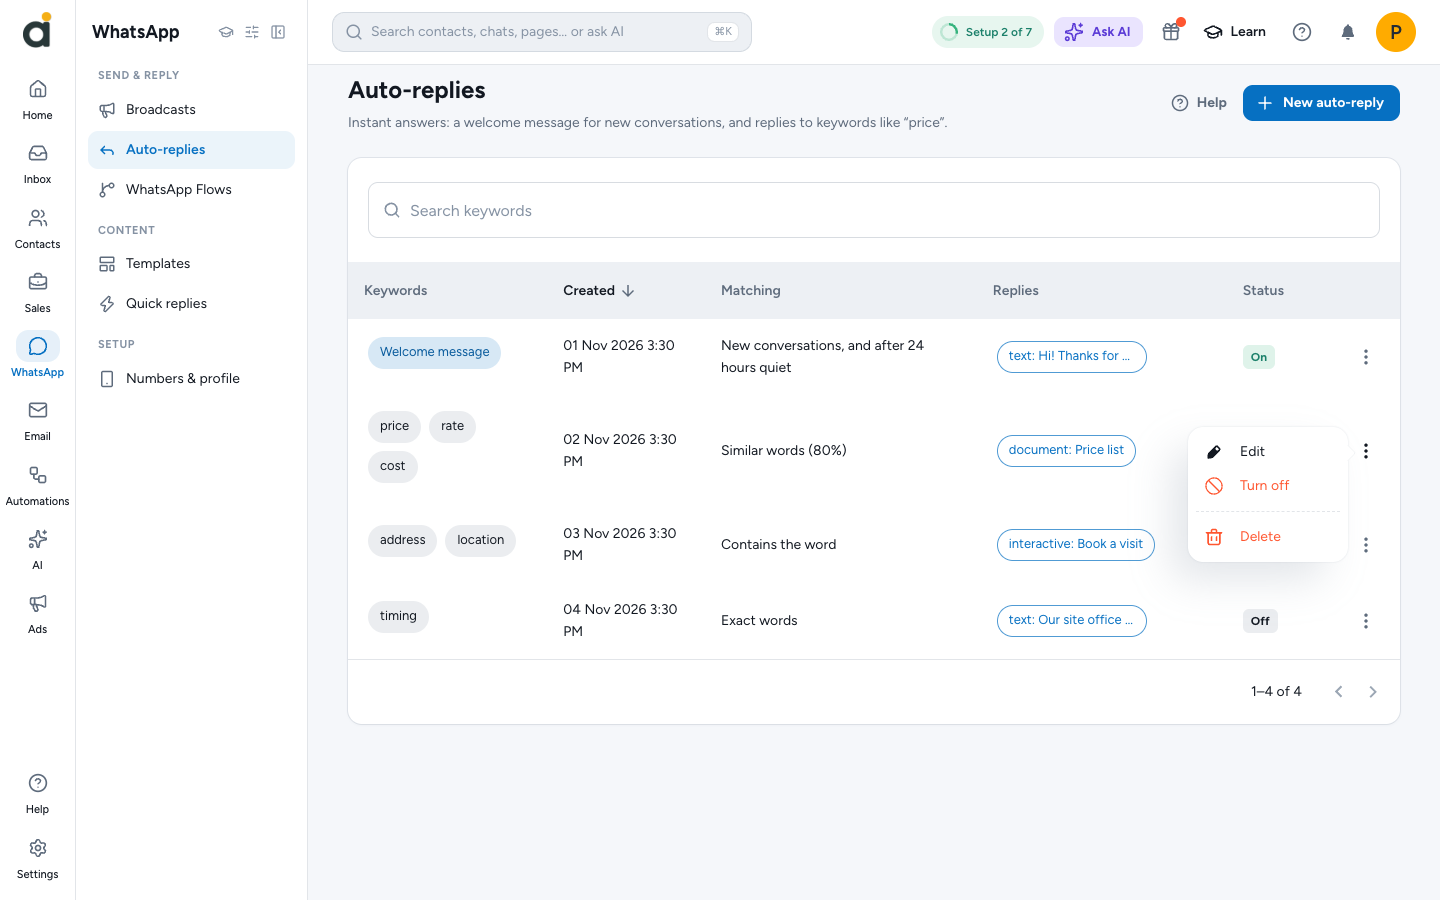 WhatsApp
Search contacts, chats, pages... or ask AI
⌘K
Setup 2 of 7
Ask AI
Learn
P
Home
Inbox
Contacts
Sales
WhatsApp
Email
Automations
AI
Ads
Help
Settings
SEND & REPLY
Broadcasts
Auto-replies
WhatsApp Flows
CONTENT
Templates
Quick replies
SETUP
Numbers & profile
Auto-replies
Instant answers: a welcome message for new conversations, and replies to keywords like “price”.
Help
New auto-reply
Search keywords
Keywords Created Matching Replies Status
Welcome message
01 Nov 2026 3:30
PM
New conversations, and after 24
hours quiet
text: Hi! Thanks for ...
On
price rate
cost
02 Nov 2026 3:30
PM
Similar words (80%)
document: Price list
Edit
Turn off
Delete
address location
03 Nov 2026 3:30
PM
Contains the word
interactive: Book a visit
timing
04 Nov 2026 3:30
PM
Exact words
text: Our site office ...
Off
1–4 of 4